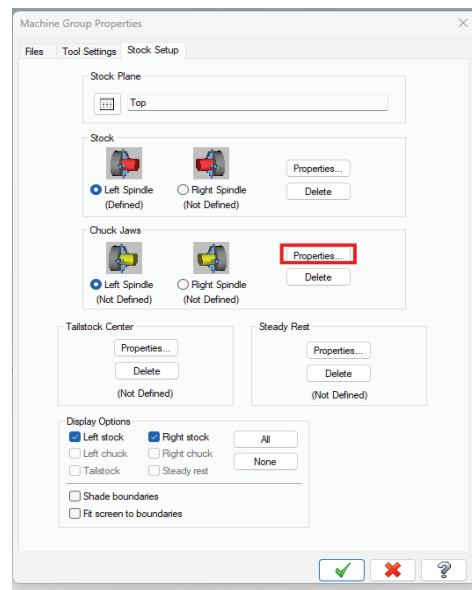 Machine Group Properties
Files Tool Settings Stock Setup
Stock Plane
Top
Stock
Properties...
Left Spindle Right Spindle Delete
(Defined) (Not Defined)
Chuck Jaws
Properties...
Delete
Left Spindle Right Spindle
(Not Defined) (Not Defined)
Tailstock Center Steady Rest
Properties... Properties...
Delete Delete
(Not Defined) (Not Defined)
Display Options
Left stock Right stock All
Left chuck Right chuck
None
Tailstock Steady rest
Shade boundaries
Fit screen to boundaries
?